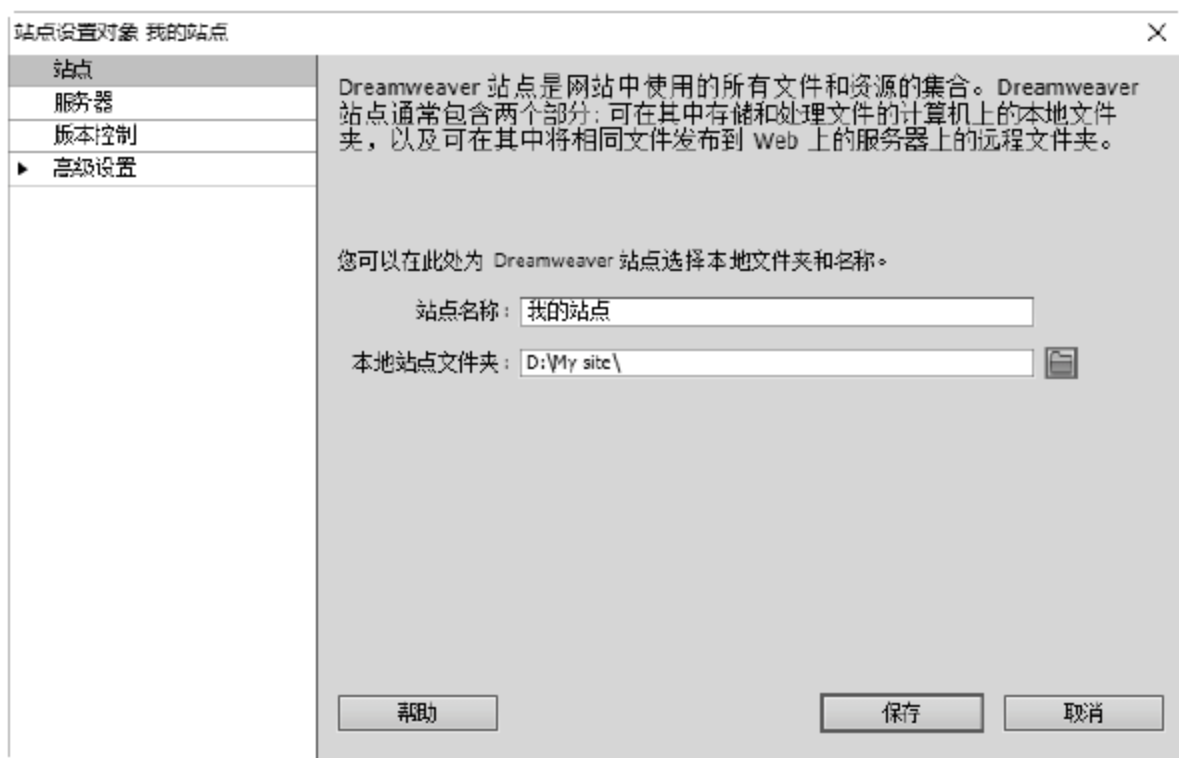 站点设置对象 我的站点
站点
服务器
版本控制
高级设置
Dreamweaver 站点是网站中使用的所有文件和资源的集合。Dreamweaver
站点通常包含两个部分：可在其中存储和处理文件的计算机上的本地文件
夹，以及可在其中将相同文件发布到 Web 上的服务器上的远程文件夹。
您可以在此处为 Dreamweaver 站点选择本地文件夹和名称。
站点名称：我的站点
本地站点文件夹：D:\My site\
帮助 保存 取消